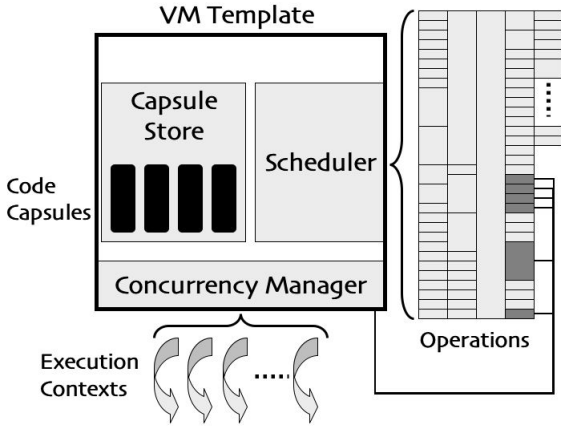 VM Template
Capsule
Store
Scheduler
Code
Capsules
Concurrency Manager
Operations
Execution
Contexts